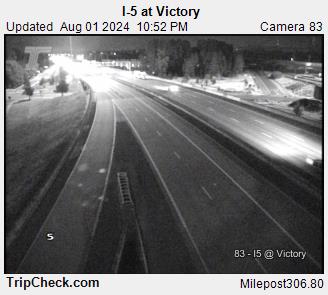 I-5 at Victory
Updated Aug 01 2024 10:52 PM Camera 83
T
S
83 - I5 @ Victory
TripCheck.com Milepost306.80